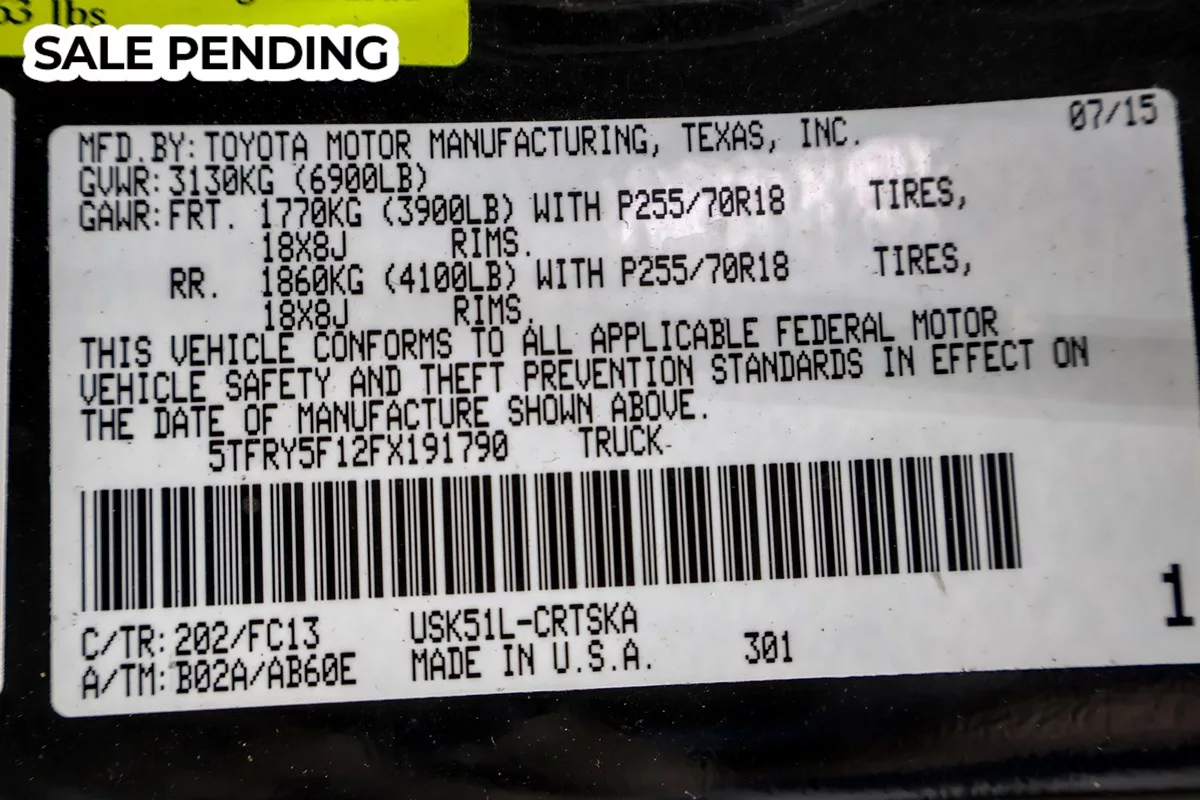 63 lbs
SALE PENDING
07/15
MFD.BY: TOYOTA MOTOR MANUFACTURING, TEXAS, INC.
GVWR: 3130KG (6900LB)
GAWR: FRT. 1770KG (3900LB) WITH P255/70R18 TIRES,
18X8J RIMS.
RR. 1860KG (4100LB) WITH P255/70R18 TIRES,
18X8J RIMS.
THIS VEHICLE CONFORMS TO ALL APPLICABLE FEDERAL MOTOR
VEHICLE SAFETY AND THEFT PREVENTION STANDARDS IN EFFECT ON
THE DATE OF MANUFACTURE SHOWN ABOVE.
5TFRY5F12FX191790 TRUCK
C/TR: 202/FC13 USK51L-CRTSKA
A/TM: B02A/AB60E MADE IN U.S.A. 301
1